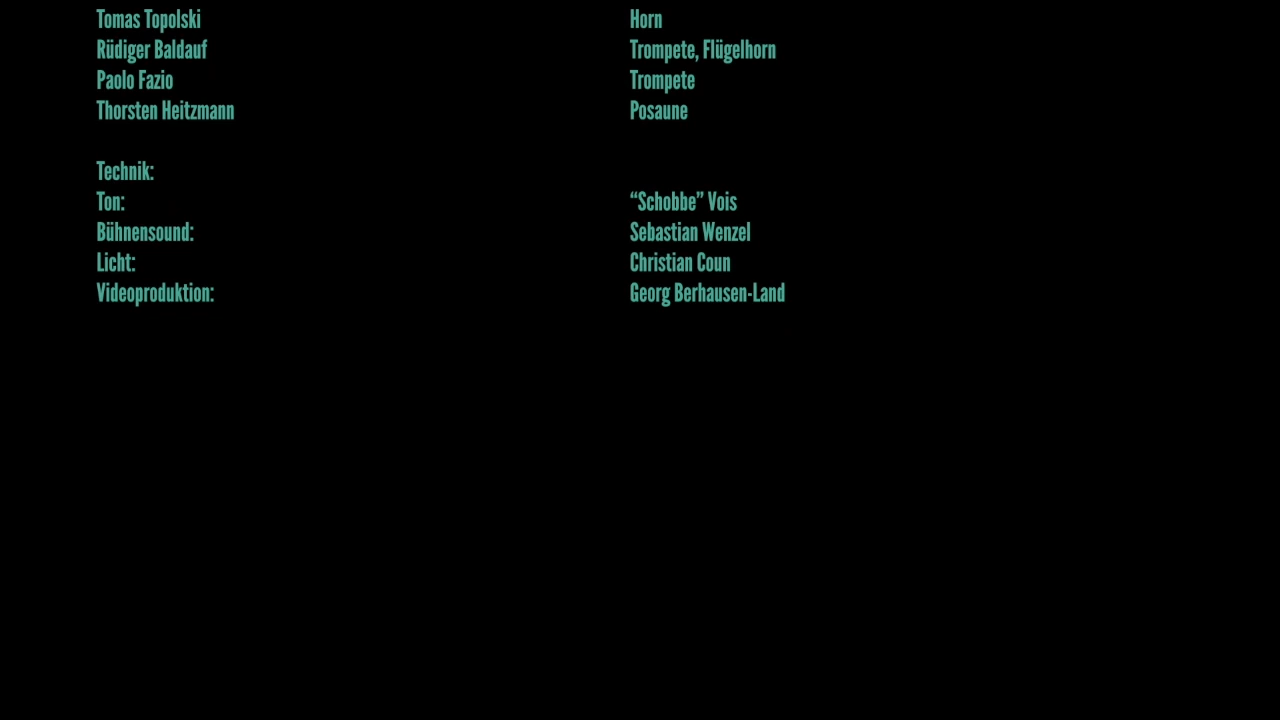 Tomas Topolski Horn
Rüdiger Baldauf Trompete, Flügelhorn
Paolo Fazio Trompete
Thorsten Heitzmann Posaune
Technik:
Ton: “Schobbe” Vois
Bühnensound: Sebastian Wenzel
Licht: Christian Coun
Videoproduktion: Georg Berhausen-Land